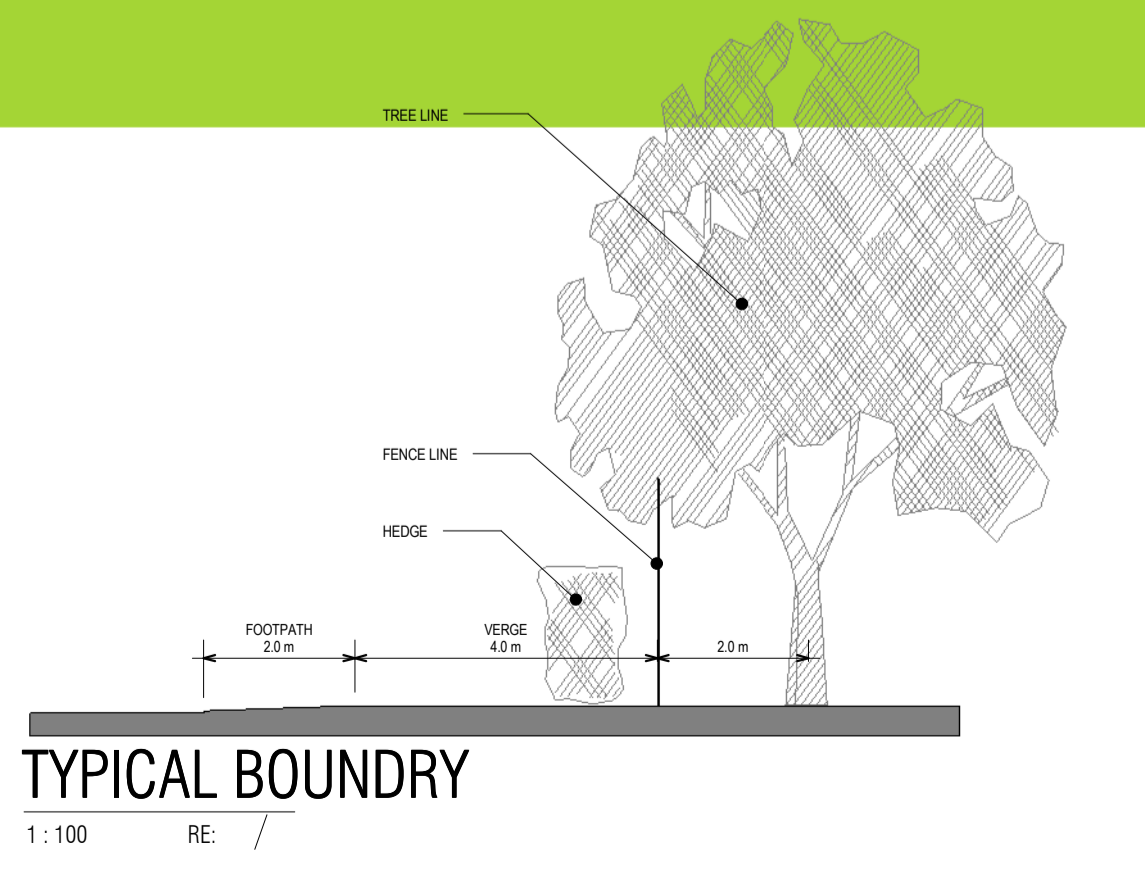 TREE LINE
FENCE LINE
HEDGE
FOOTPATH
2.0 m
VERGE
4.0 m
2.0 m
TYPICAL BOUNDRY
1 : 100 RE: /